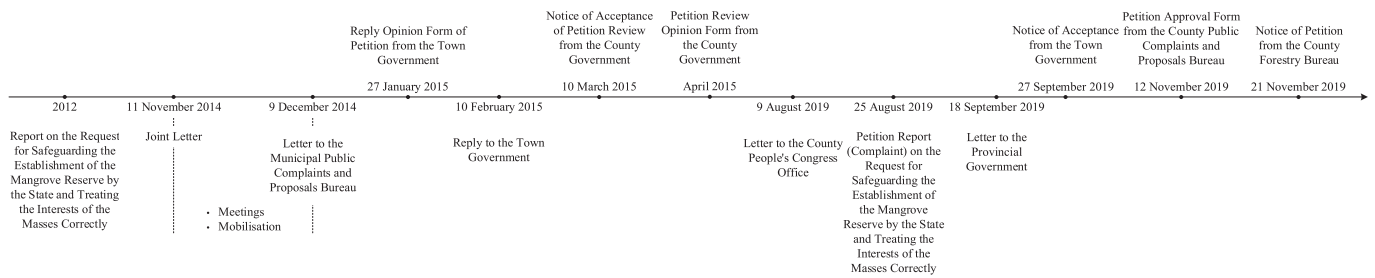 Reply Opinion Form of
Petition from the Town
Government
27 January 2015
Notice of Acceptance
of Petition Review
from the County
Government
10 March 2015
Petition Review
Opinion Form from
the County
Government
April 2015
Notice of Acceptance
from the Town
Government
27 September 2019
Petition Approval Form
from the County Public
Complaints and
Proposals Bureau
12 November 2019
Notice of Petition
from the County
Forestry Bureau
21 November 2019
2012
Report on the Request
for Safeguarding the
Establishment of the
Mangrove Reserve by
the State and Treating
the Interests of the
Masses Correctly
11 November 2014
Joint Letter
• Meetings
• Mobilisation
9 December 2014
Letter to the
Municipal Public
Complaints and
Proposals Bureau
10 February 2015
Reply to the Town
Government
9 August 2019
Letter to the County
People's Congress
Office
25 August 2019
Petition Report
(Complaint) on the
Request for
Safeguarding the
Establishment of
the Mangrove
Reserve by the State
and Treating the
Interests of the
Masses Correctly
18 September 2019
Letter to the
Provincial
Government